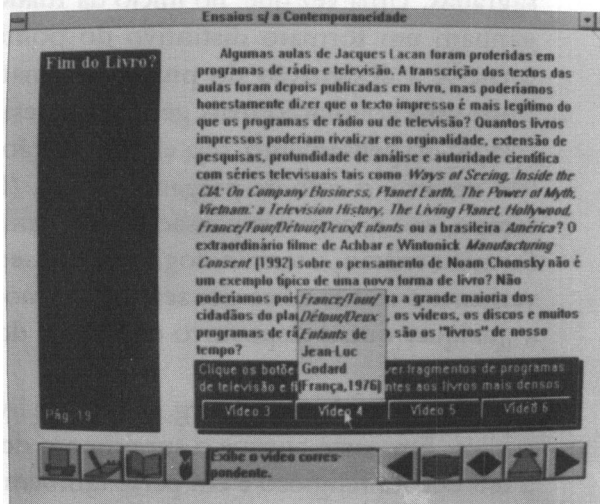 Ensaios s/ a Contemporaneidade
Fim do Livro?
Algumas aulas de Jacques Lacan foram proferidas em
programas de rádio e televisão. A transcrição dos textos das
aulas foram depois publicadas em livro, mas poderíamos
honestamente dizer que o texto impresso é mais legítimo do
que os programas de rádio ou de televisão? Quantos livros
impressos poderiam rivalizar em orginalidade, extensão de
pesquisas, profundidade de análise e autoridade científica
com séries televisuais tais como Ways of Seeing, Inside the
CIA: On Company Business, Planet Earth, The Power of Myth,
Vietnam: a Television History, The Living Planet, Hollywood,
France/Tour/Détour/Deux/Enfants ou a brasileira América? O
extraordinário filme de Achbar e Wintonick Manufacturing
Consent (1992) sobre o pensamento de Noam Chomsky não é
um exemplo típico de uma nova forma de livro? Não
poderíamos pois a a grande maioria dos
cidadãos do , os vídeos, os discos e muitos
programas de são os "livros" de nosso
tempo?
France/Tour/
Détour/Deux
Enfants de
Jean-Luc
Godard
(França,1976)
Clique os ver fragmentos de programas
de televisão e aos livros mais densos.
Pág. 19
Vídeo 3 Vídeo 4 Vídeo 5 Vídeo 6
Exibe o vídeo corres-
pondente.